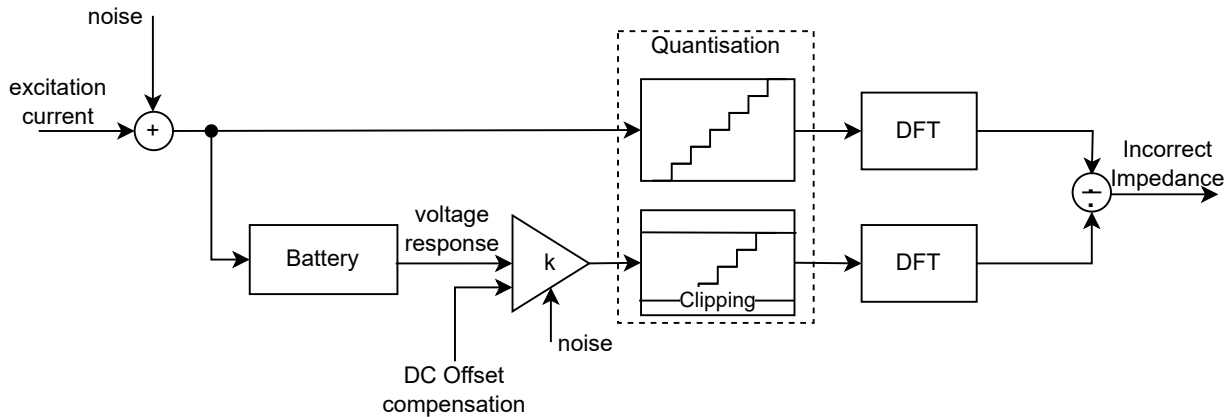 noise
Quantisation
excitation
current
+
DFT
Incorrect
Impedance
÷
voltage
response
Battery
k
DFT
Clipping
noise
DC Offset
compensation